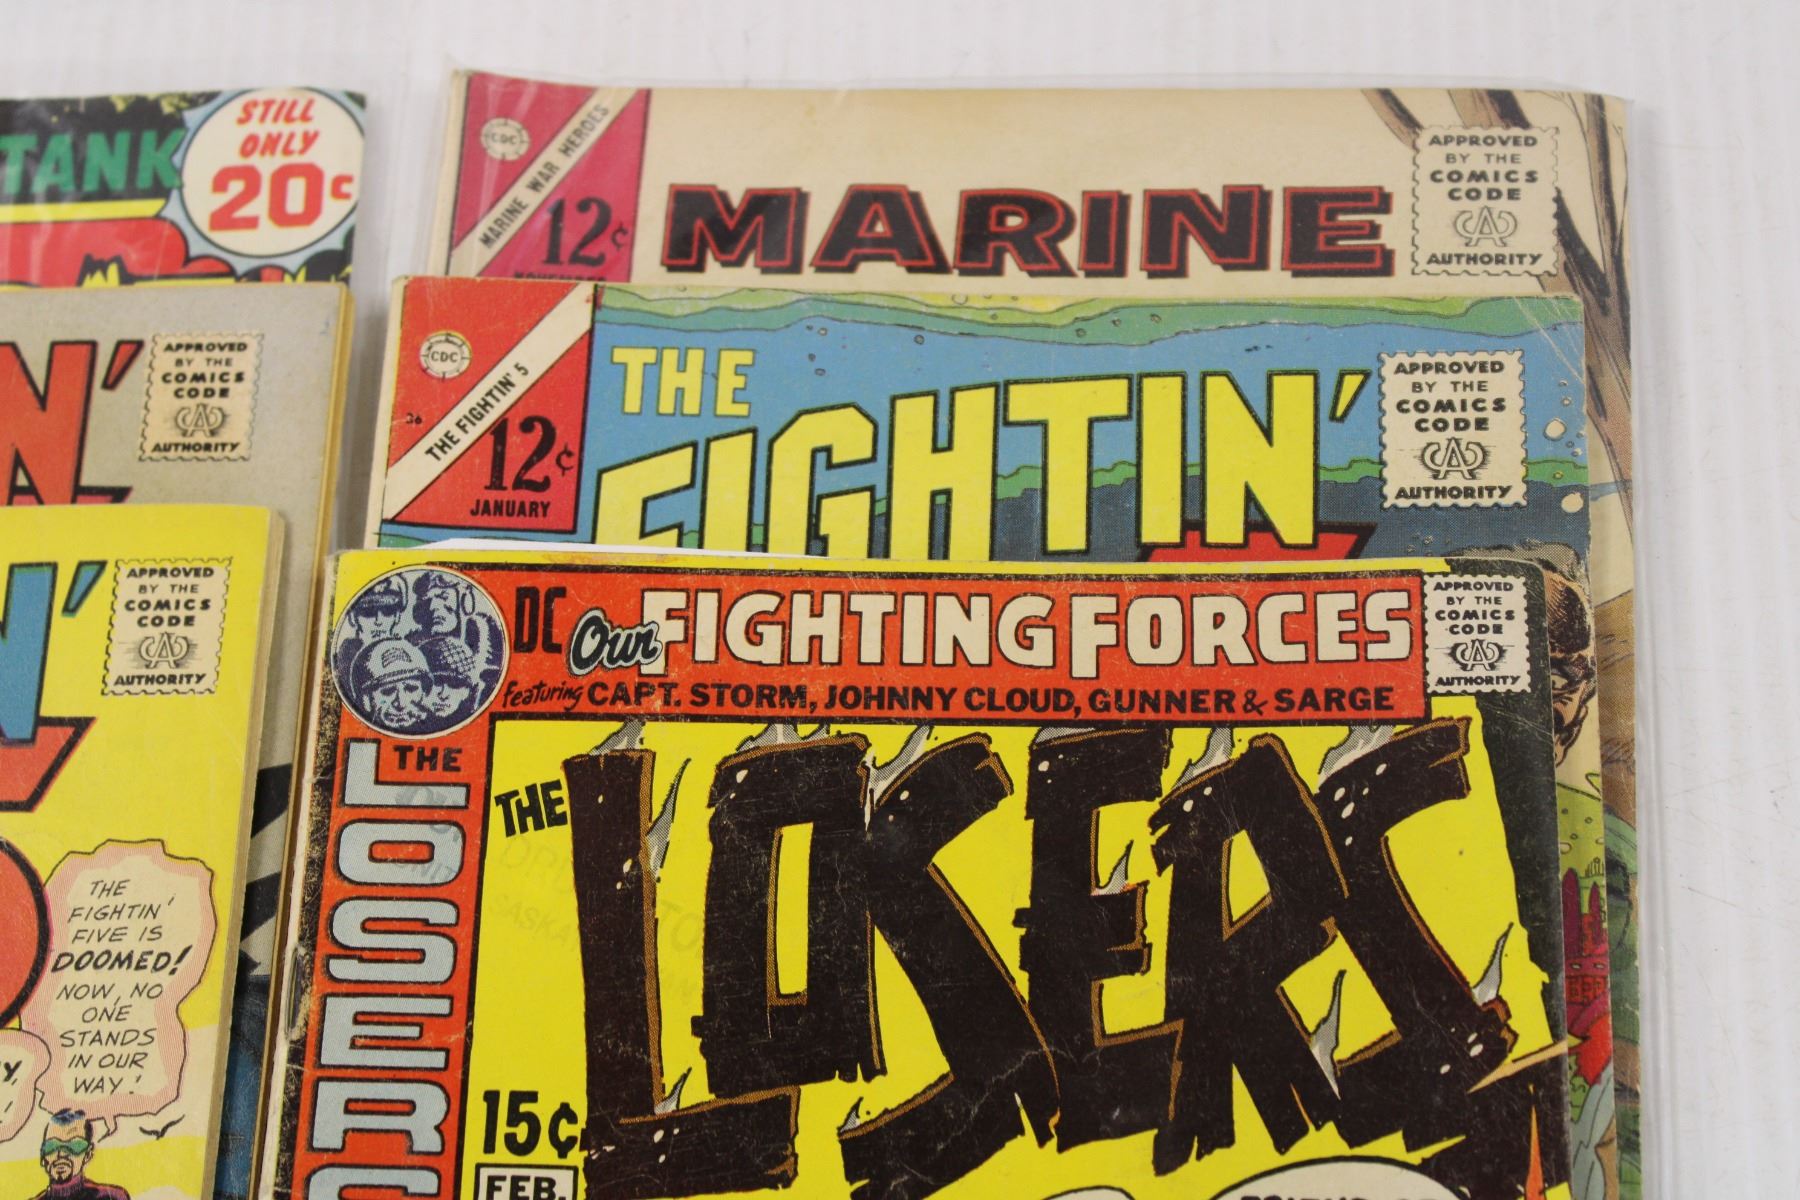 TANK
STILL
ONLY
20¢
N'
APPROVED
BY THE
COMICS
CODE
AUTHORITY
N'
APPROVED
BY THE
COMICS
CODE
AUTHORITY
THE
FIGHTIN'
FIVE IS
DOOMED!
NOW, NO
ONE
STANDS
IN OUR
WAY!
CDC
MARINE WAR HEROES
12¢
NOVEMBER
MARINE
APPROVED
BY THE
COMICS
CODE
AUTHORITY
CDC
THE FIGHTIN' 5
36
12¢
JANUARY
THE
FIGHTIN'
APPROVED
BY THE
COMICS
CODE
AUTHORITY
DC Our FIGHTING FORCES
featuring CAPT. STORM, JOHNNY CLOUD, GUNNER & SARGE
APPROVED
BY THE
COMICS
CODE
AUTHORITY
THE
LOSERS
THE
LOSERS
15¢
FEB.